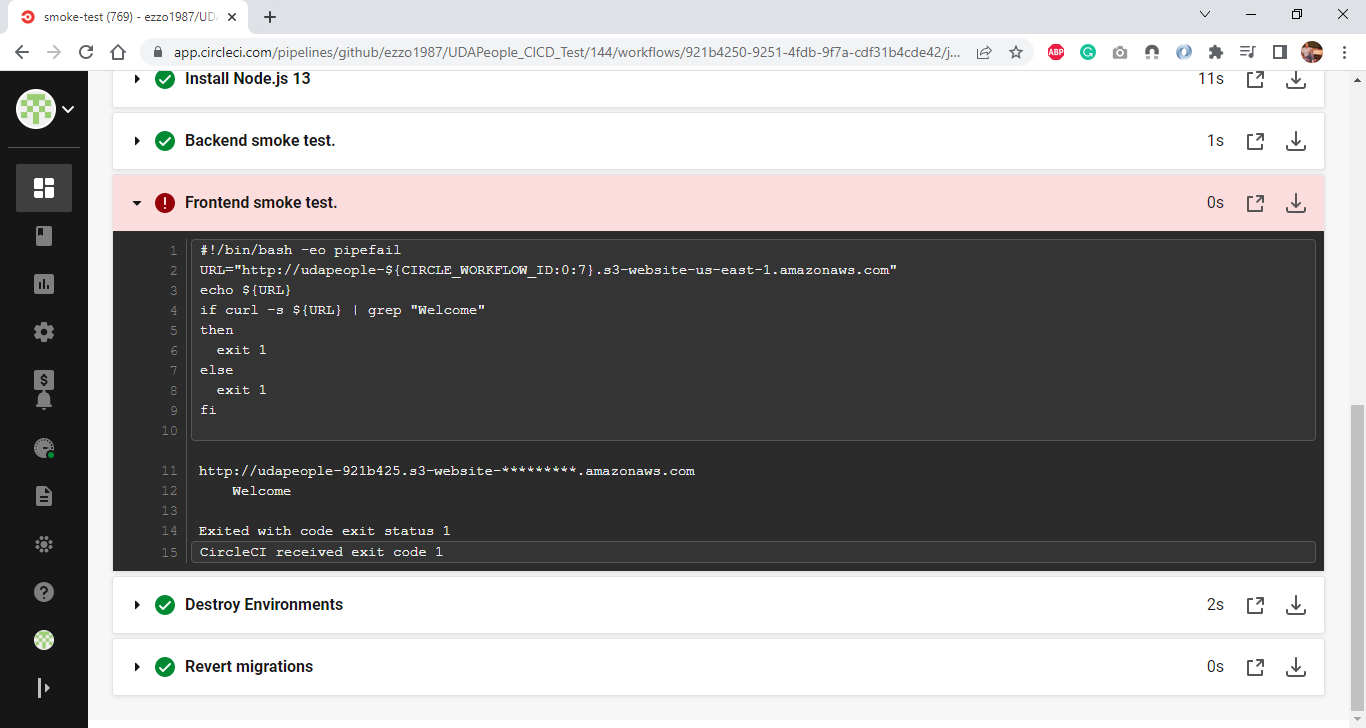 smoke-test (769) - ezzo1987/UDA
app.circleci.com/pipelines/github/ezzo1987/UDAPeople_CICD_Test/144/workflows/921b4250-9251-4fdb-9f7a-cdf31b4cde42/j...
ABP
Install Node.js 13 11s
Backend smoke test. 1s
Frontend smoke test. 0s
1 #!/bin/bash -eo pipefail
2 URL="http://udapeople-${CIRCLE_WORKFLOW_ID:0:7}.s3-website-us-east-1.amazonaws.com"
3 echo ${URL}
4 if curl -s ${URL} | grep "Welcome"
5 then
6 exit 1
7 else
8 exit 1
9 fi
10
11 http://udapeople-921b425.s3-website-*********.amazonaws.com
12 Welcome
13
14 Exited with code exit status 1
15 CircleCI received exit code 1
Destroy Environments 2s
Revert migrations 0s